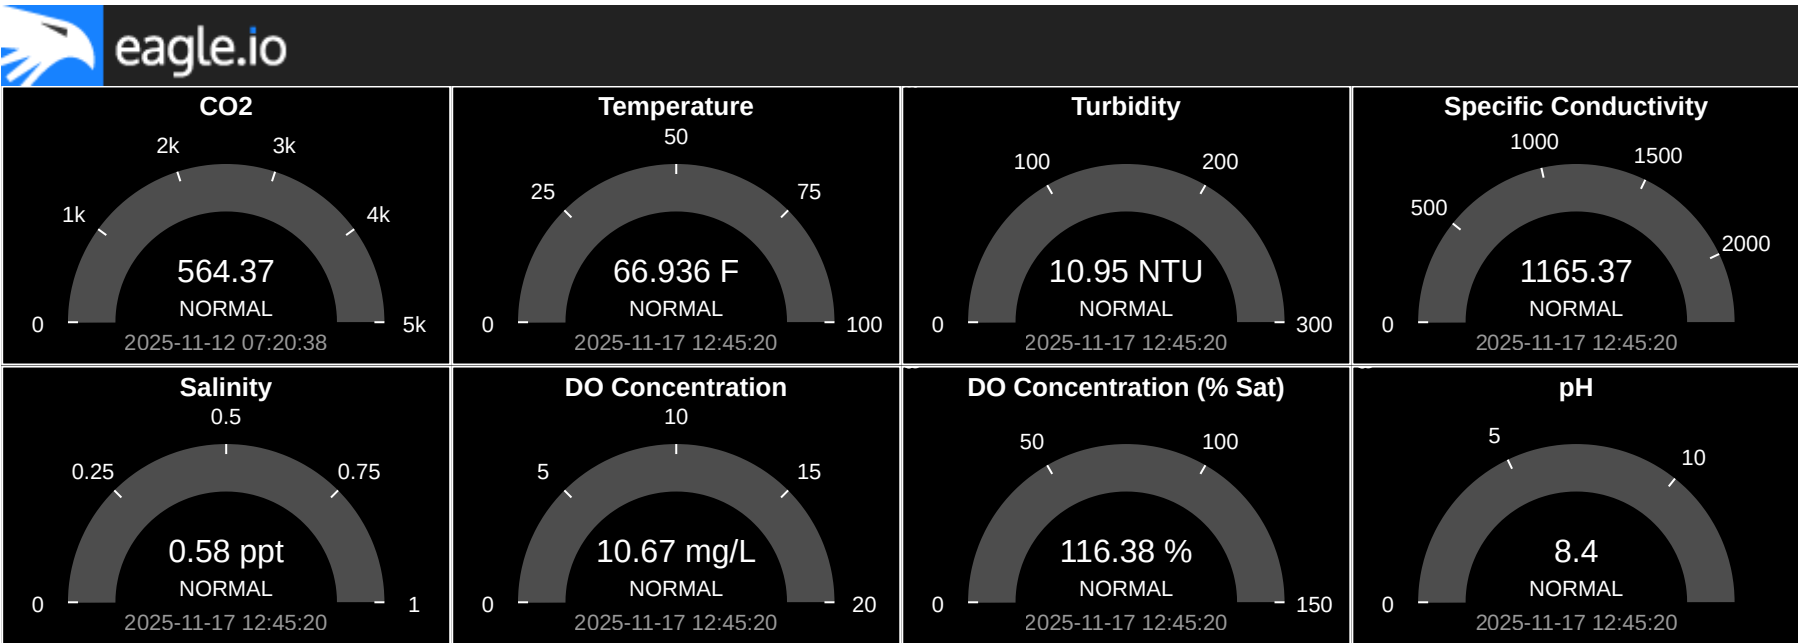 eagle.io
CO2
2k
3k
1k
4k
564.37
NORMAL
0
5k
2025-11-12 07:20:38
Temperature
50
25
75
66.936 F
NORMAL
0
100
2025-11-17 12:45:20
Turbidity
100
200
10.95 NTU
NORMAL
0
300
2025-11-17 12:45:20
Specific Conductivity
1000
1500
500
2000
1165.37
NORMAL
0
2025-11-17 12:45:20
Salinity
0.5
0.25
0.75
0.58 ppt
NORMAL
0
1
2025-11-17 12:45:20
DO Concentration
10
5
15
10.67 mg/L
NORMAL
0
20
2025-11-17 12:45:20
DO Concentration (% Sat)
50
100
116.38 %
NORMAL
0
150
2025-11-17 12:45:20
pH
5
10
8.4
NORMAL
0
2025-11-17 12:45:20